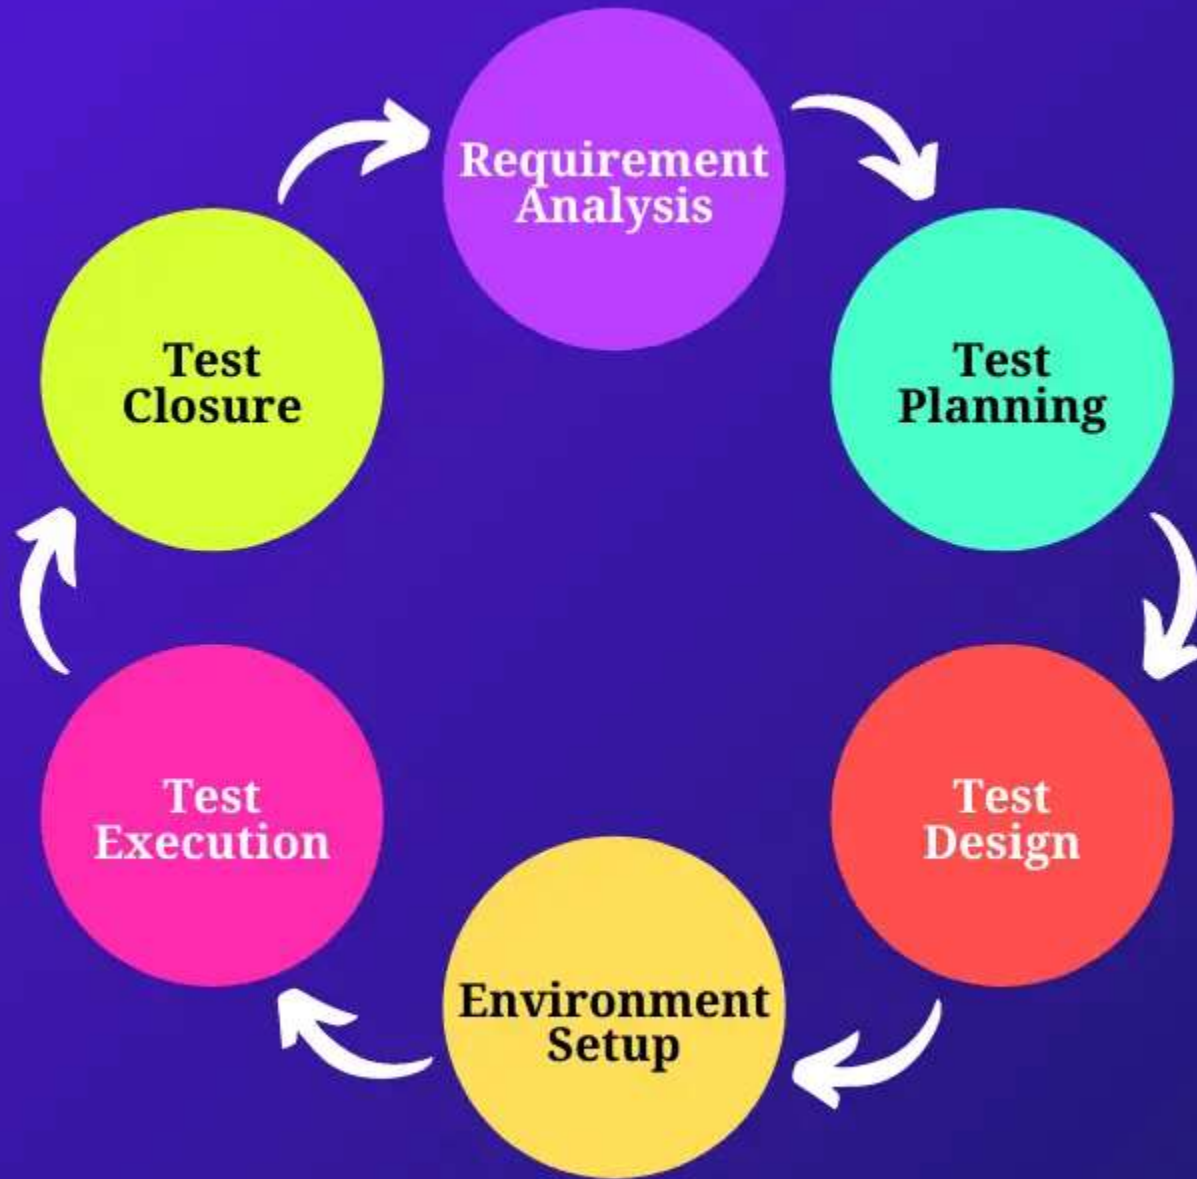 Requirement
Analysis
Test
Planning
Test
Design
Environment
Setup
Test
Execution
Test
Closure